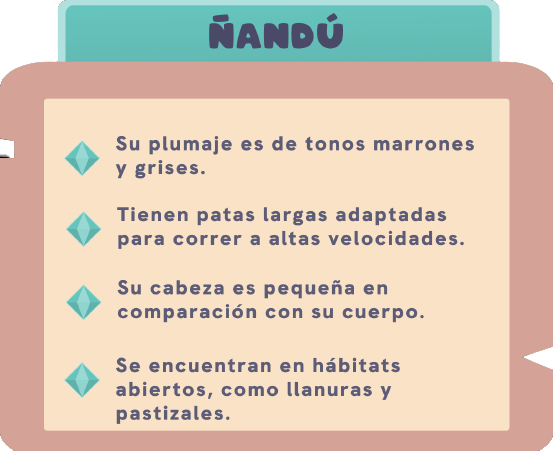 ÑANDÚ
Su plumaje es de tonos marrones
y grises.
Tienen patas largas adaptadas
para correr a altas velocidades.
Su cabeza es pequeña en
comparación con su cuerpo.
Se encuentran en hábitats
abiertos, como llanuras y
pastizales.